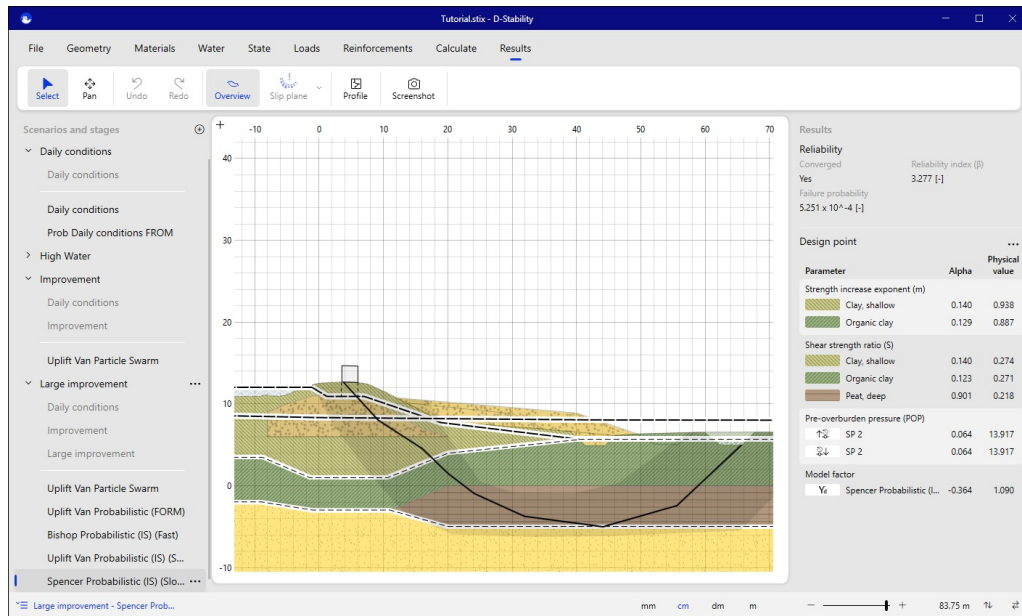 Tutorial.stix - D-Stability
File Geometry Materials Water State Loads Reinforcements Calculate Results
Select Pan Undo Redo Overview Slip plane Profile Screenshot
Scenarios and stages
Daily conditions
Daily conditions
Daily conditions
Prob Daily conditions FROM
High Water
Improvement
Daily conditions
Improvement
Uplift Van Particle Swarm
Large improvement ...
Daily conditions
Improvement
Large improvement
Uplift Van Particle Swarm
Uplift Van Probabilistic (FORM)
Bishop Probabilistic (IS) (Fast)
Uplift Van Probabilistic (IS) (S...
Spencer Probabilistic (IS) (Slo... ...
-10 0 10 20 30 40 50 60 70
40
30
20
10
0
-10
Results
Reliability
Converged Reliability index (β)
Yes 3.277 [-]
Failure probability
5.251 x 10^-4 [-]
Design point ...
Parameter Alpha Physical value
Strength increase exponent (m)
Clay, shallow 0.140 0.938
Organic clay 0.129 0.887
Shear strength ratio (S)
Clay, shallow 0.140 0.274
Organic clay 0.123 0.271
Peat, deep 0.901 0.218
Pre-overburden pressure (POP)
SP 2 0.064 13.917
SP 2 0.064 13.917
Model factor
Spencer Probabilistic (I... -0.364 1.090
Large improvement - Spencer Prob...
mm cm dm m
83.75 m